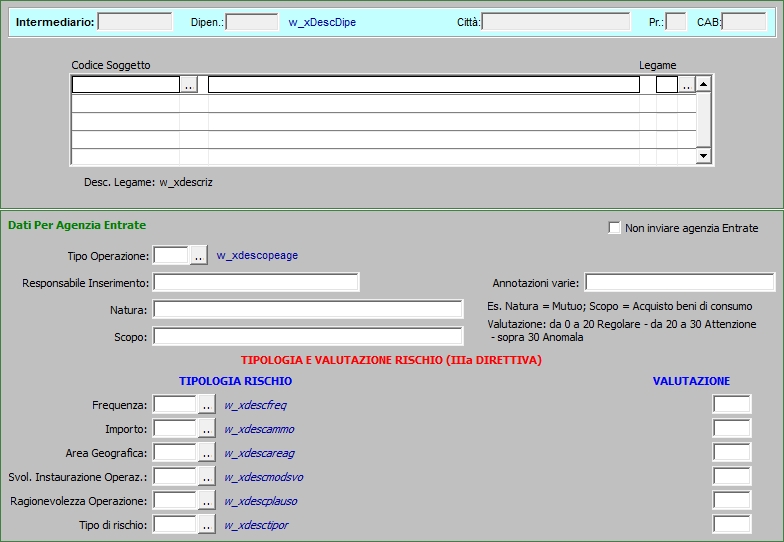 Intermediario: Dipen.: w_xDescDipe Città: Pr.: CAB:
Codice Soggetto Legame
..
..
Desc. Legame: w_xdescriz
Dati Per Agenzia Entrate
Non inviare agenzia Entrate
Tipo Operazione: .. w_xdescopeage
Responsabile Inserimento: Annotazioni varie:
Natura: Es. Natura = Mutuo; Scopo = Acquisto beni di consumo
Valutazione: da 0 a 20 Regolare - da 20 a 30 Attenzione
Scopo: - sopra 30 Anomala
TIPOLOGIA E VALUTAZIONE RISCHIO (IIIa DIRETTIVA)
TIPOLOGIA RISCHIO VALUTAZIONE
Frequenza: .. w_xdescfreq
Importo: .. w_xdescammo
Area Geografica: .. w_xdescareag
Svol. Instaurazione Operaz.: .. w_xdescmodsvo
Ragionevolezza Operazione: .. w_xdescplauso
Tipo di rischio: .. w_xdesctipor